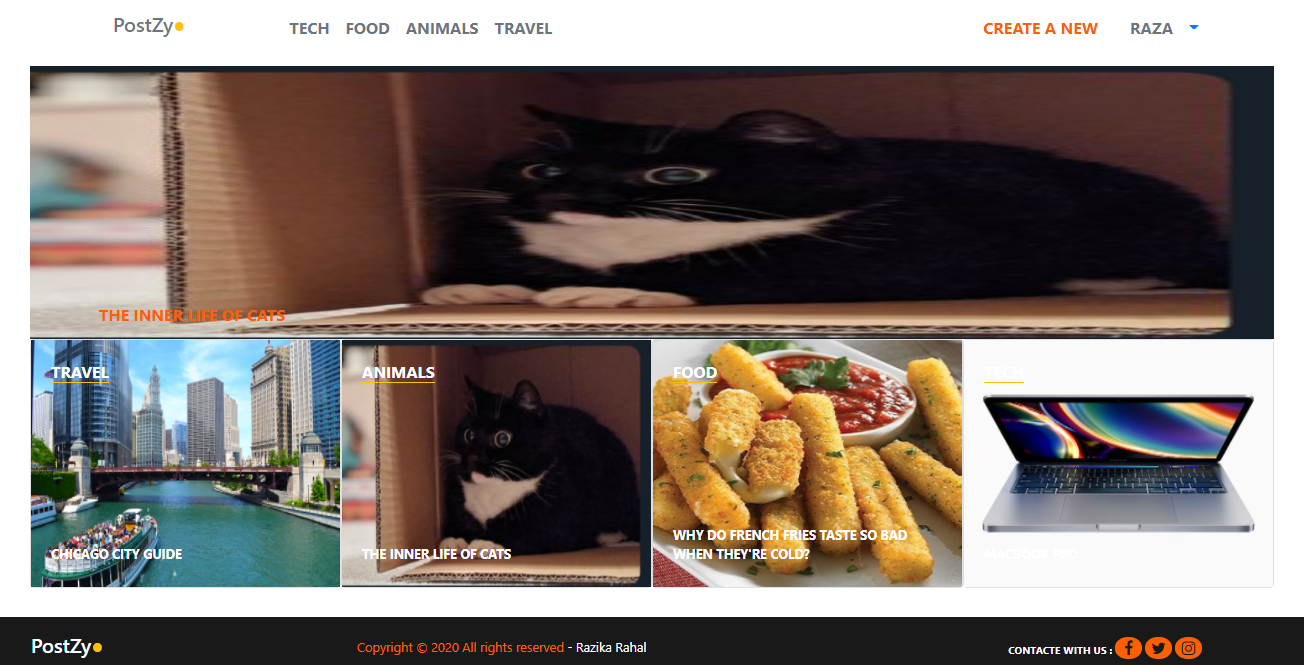 PostZy
TECH FOOD ANIMALS TRAVEL
CREATE A NEW RAZA
THE INNER LIFE OF CATS
TRAVEL
CHICAGO CITY GUIDE
ANIMALS
THE INNER LIFE OF CATS
FOOD
WHY DO FRENCH FRIES TASTE SO BAD
WHEN THEY'RE COLD?
TECH
MACBOOK PRO
PostZy
Copyright © 2020 All rights reserved - Razika Rahal
CONTACTE WITH US :